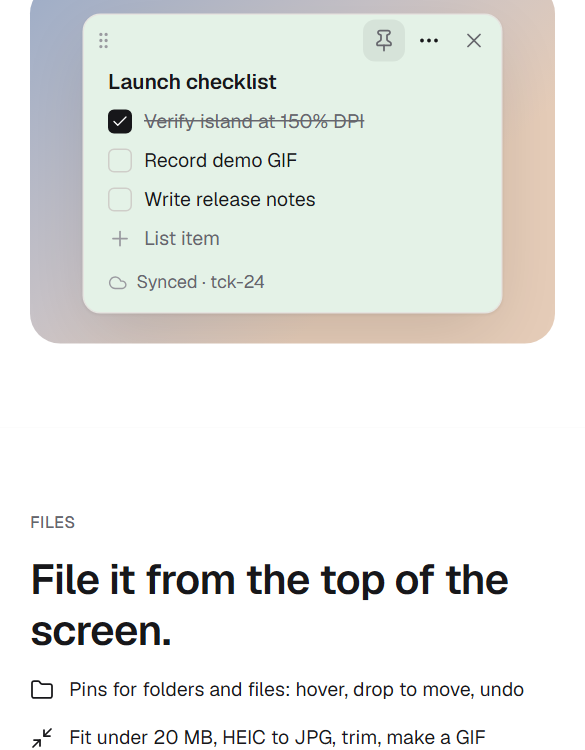 Launch checklist
Verify island at 150% DPI
Record demo GIF
Write release notes
List item
Synced · tck-24
FILES
File it from the top of the
screen.
Pins for folders and files: hover, drop to move, undo
Fit under 20 MB, HEIC to JPG, trim, make a GIF